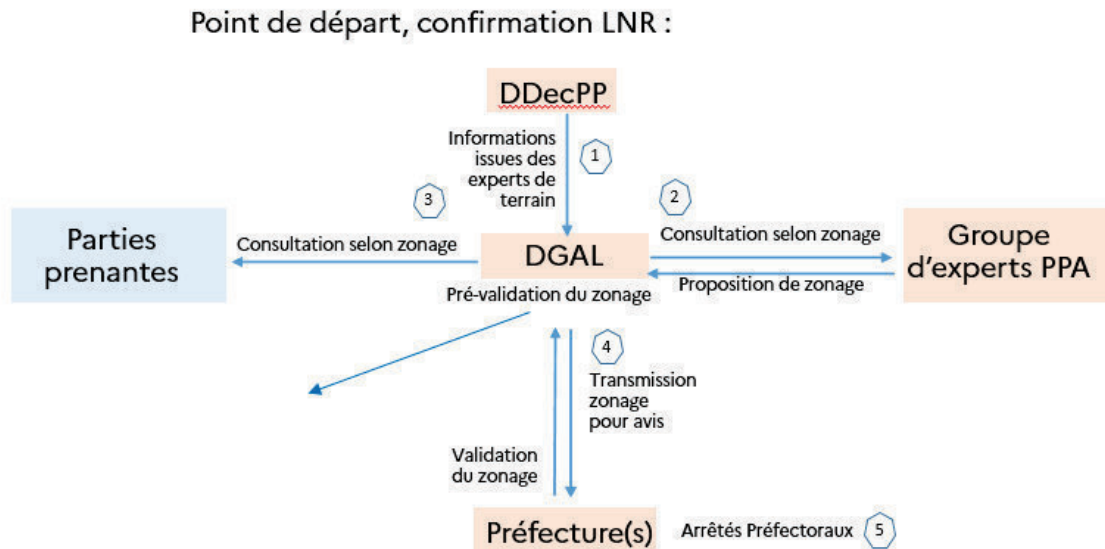 Point de départ, confirmation LNR :
DDecPP
Informations
issues des
experts de
terrain
1
3
2
Parties
prenantes
Consultation selon zonage
DGAL
Consultation selon zonage
Groupe
d'experts PPA
Pré-validation du zonage
Proposition de zonage
4
Transmission
zonage
pour avis
Validation
du zonage
Préfecture(s)
Arrêtés Préfectoraux
5